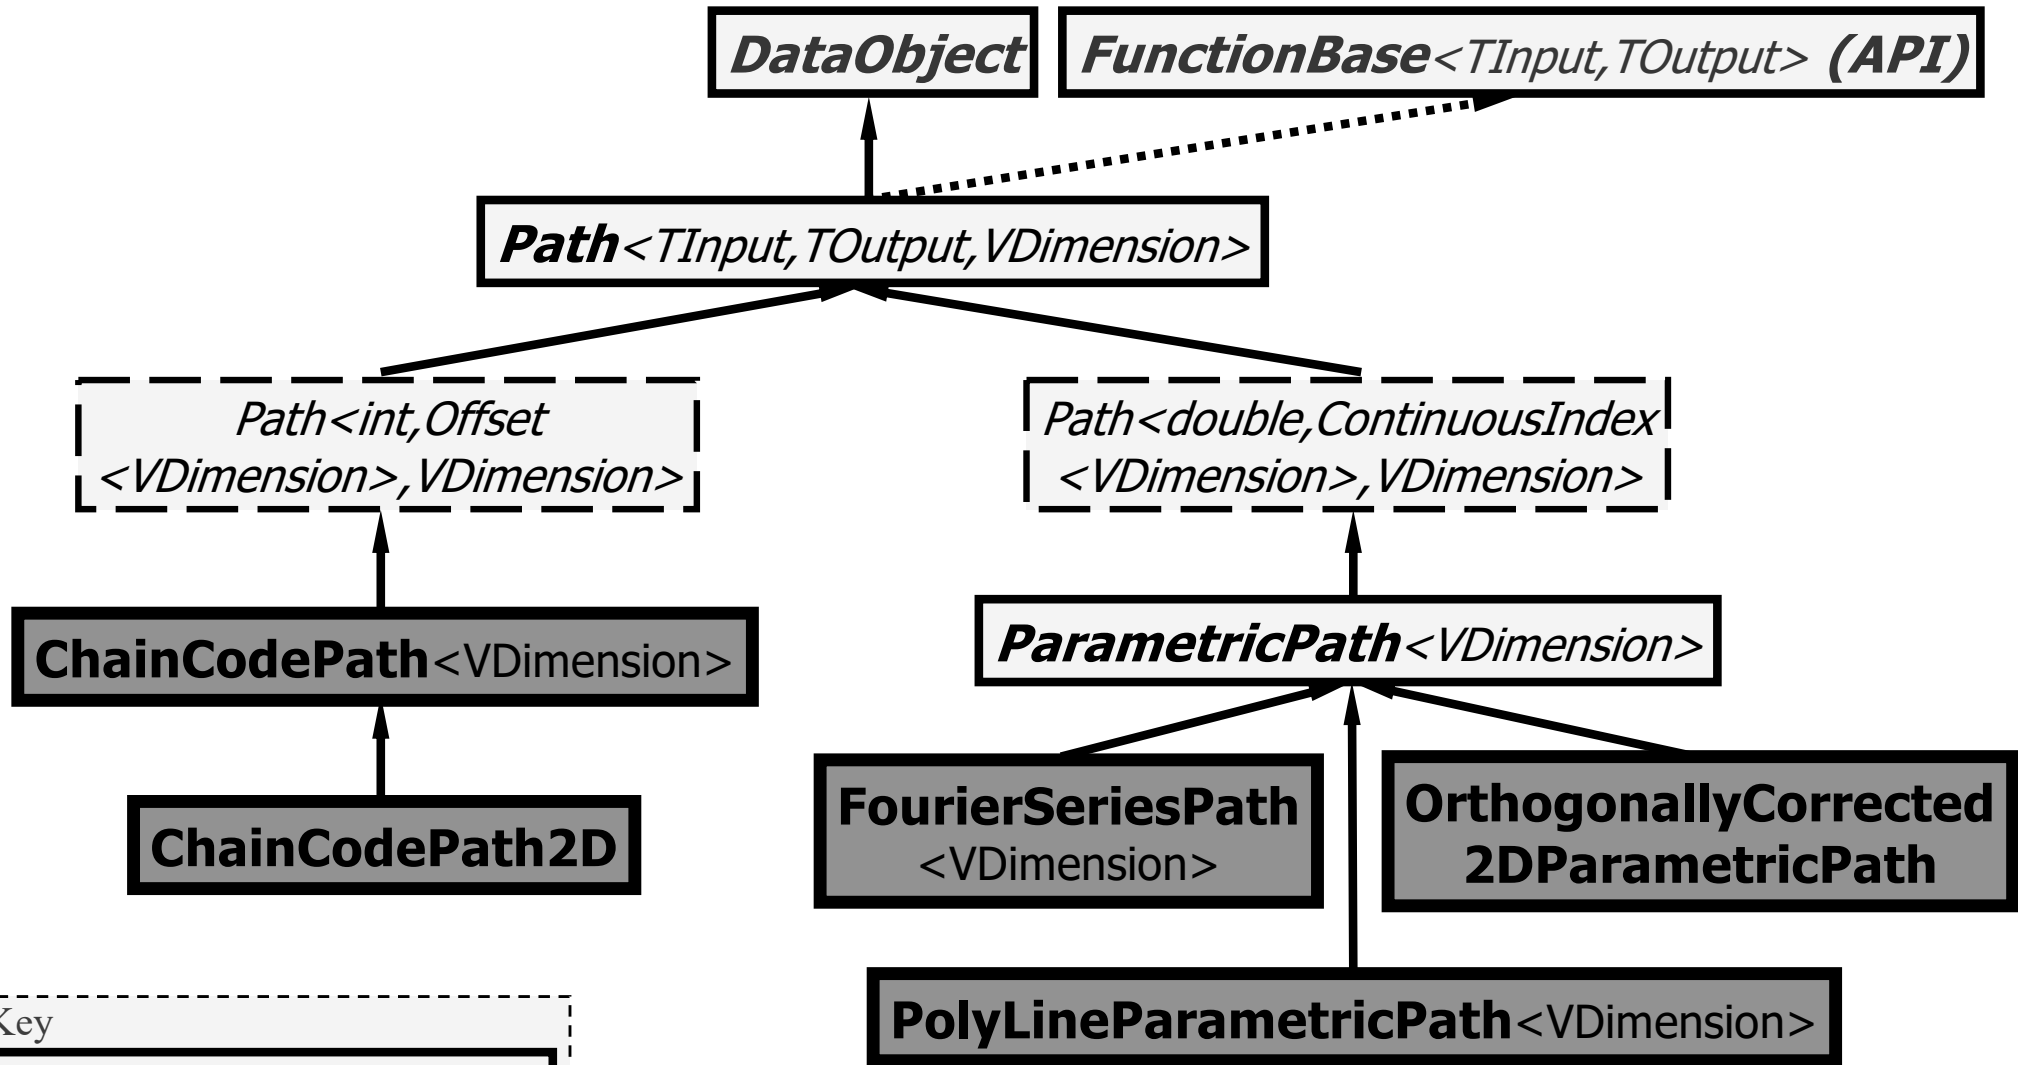 DataObject
FunctionBase<TInput,TOutput> (API)
Path<TInput,TOutput,VDimension>
Path<int,Offset
<VDimension>,VDimension>
Path<double,ContinuousIndex
<VDimension>,VDimension>
ChainCodePath<VDimension>
ParametricPath<VDimension>
ChainCodePath2D
FourierSeriesPath
<VDimension>
OrthogonallyCorrected
2DParametricPath
PolyLineParametricPath<VDimension>
Key